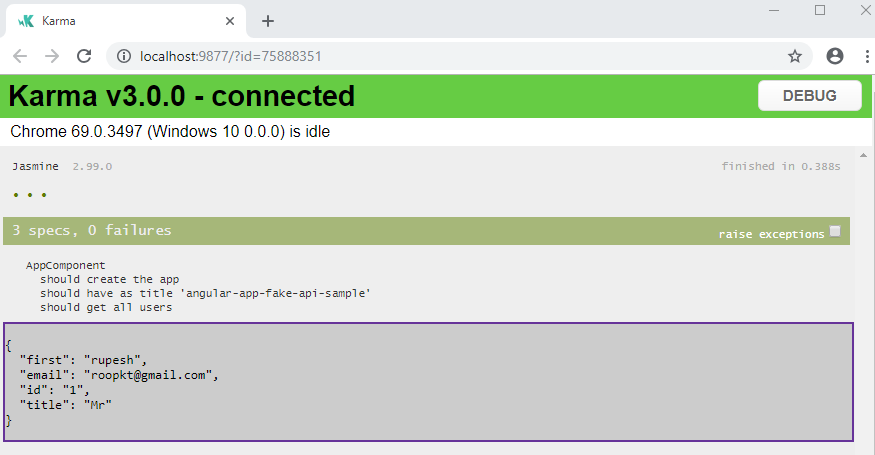 Karma
localhost:9877/?id=75888351
Karma v3.0.0 - connected
DEBUG
Chrome 69.0.3497 (Windows 10 0.0.0) is idle
Jasmine 2.99.0
finished in 0.388s
• • •
3 specs, 0 failures
raise exceptions
AppComponent
should create the app
should have as title 'angular-app-fake-api-sample'
should get all users
{
"first": "rupesh",
"email": "roopkt@gmail.com",
"id": "1",
"title": "Mr"
}